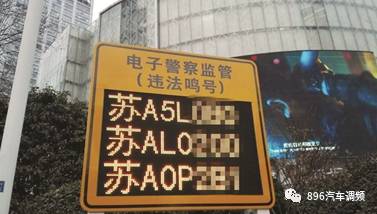 电子警察监管
（违法鸣号）
苏A5L
苏AL0
苏A0P
896汽车调频